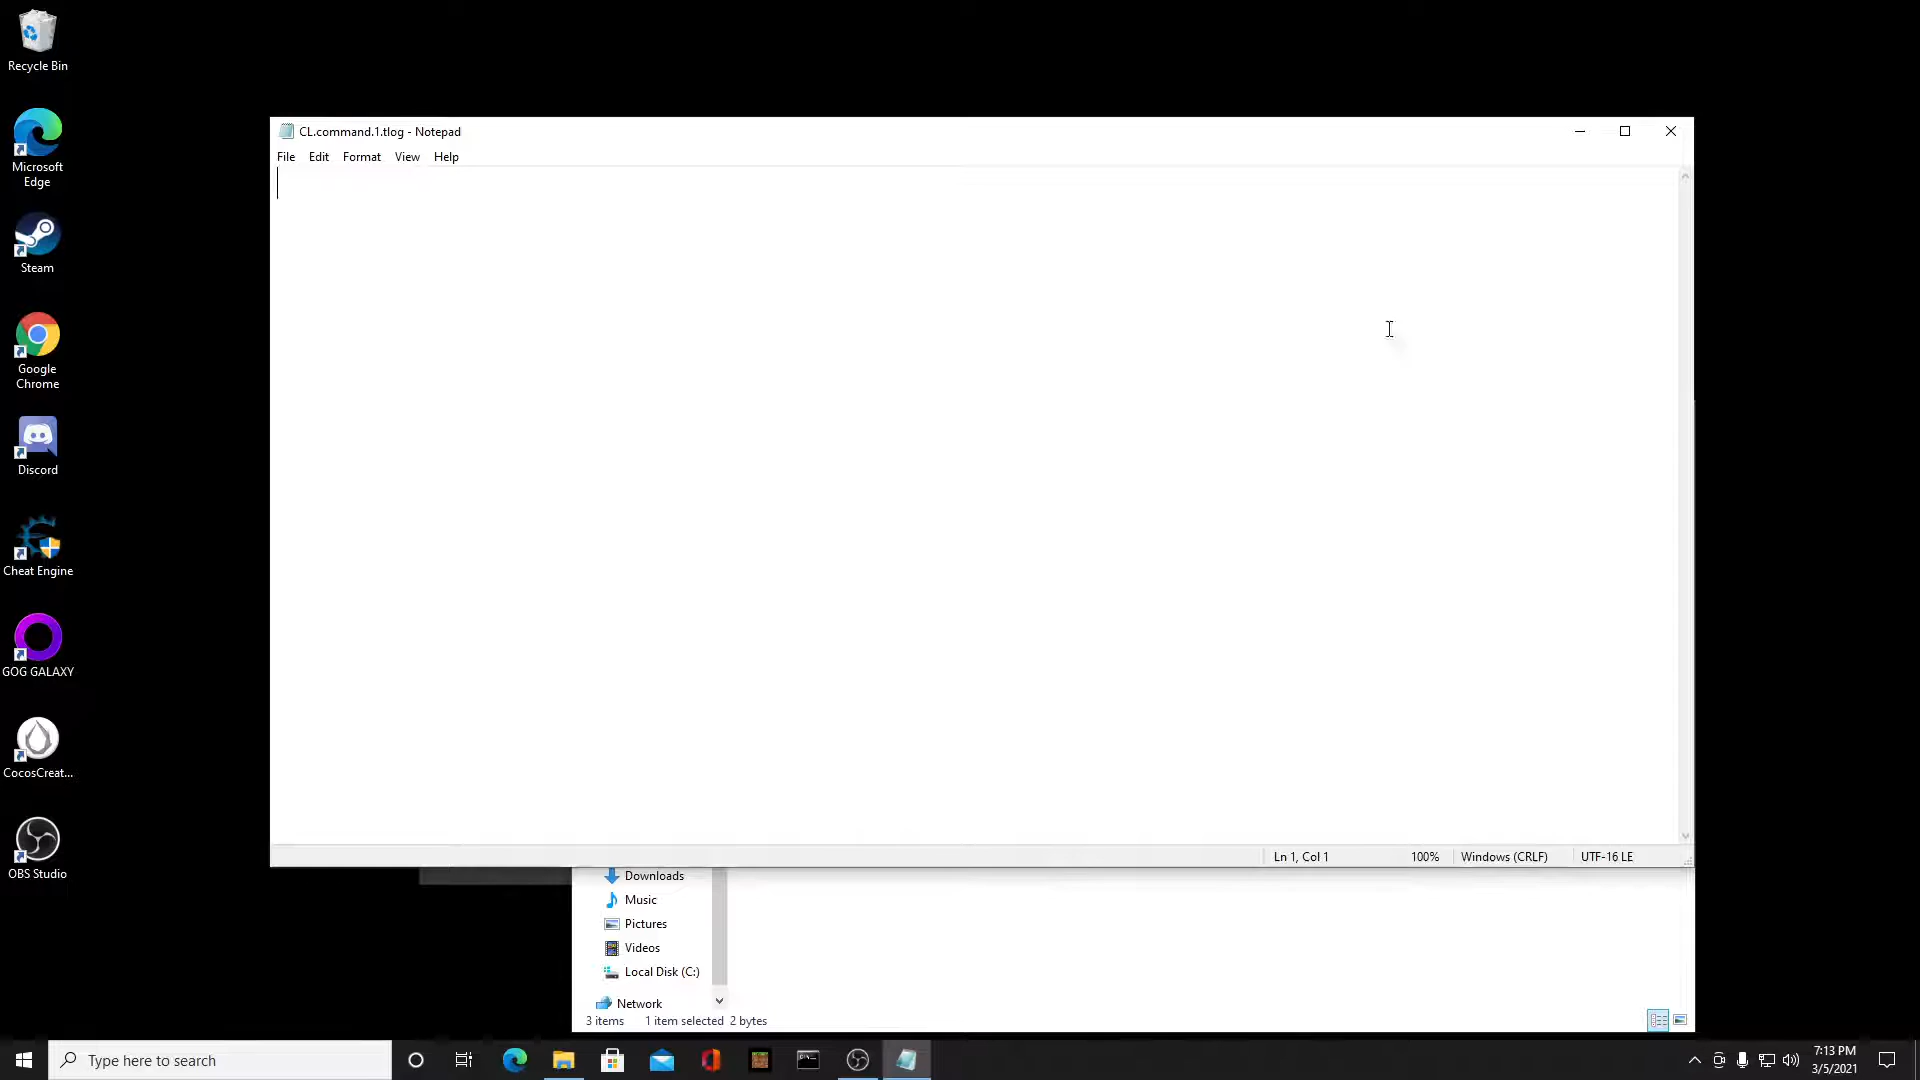 Recycle Bin
Microsoft
Edge
Steam
Google
Chrome
Discord
Cheat Engine
GOG GALAXY
CocosCreat...
OBS Studio
CL.command.1.tlog - Notepad
File Edit Format View Help
Ln 1, Col 1 100% Windows (CRLF) UTF-16 LE
Downloads
Music
Pictures
Videos
Local Disk (C:)
Network
3 items 1 item selected 2 bytes
Type here to search
7:13 PM
3/5/2021